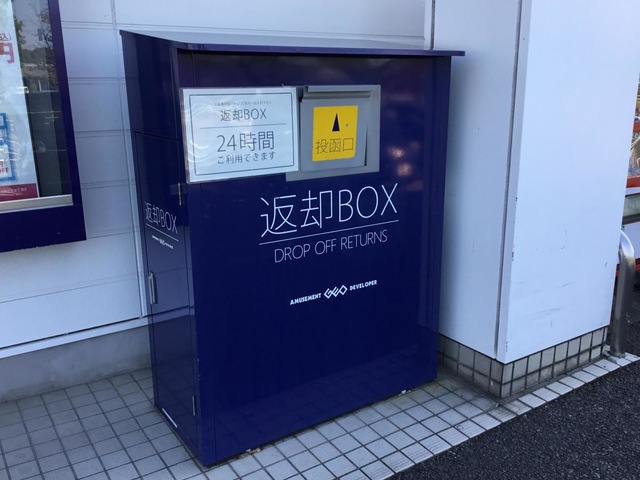 返却BOX
24時間
ご利用できます
投函口
返却BOX
DROP OFF RETURNS
AMUSEMENT GEO DEVELOPER
返却BOX
円